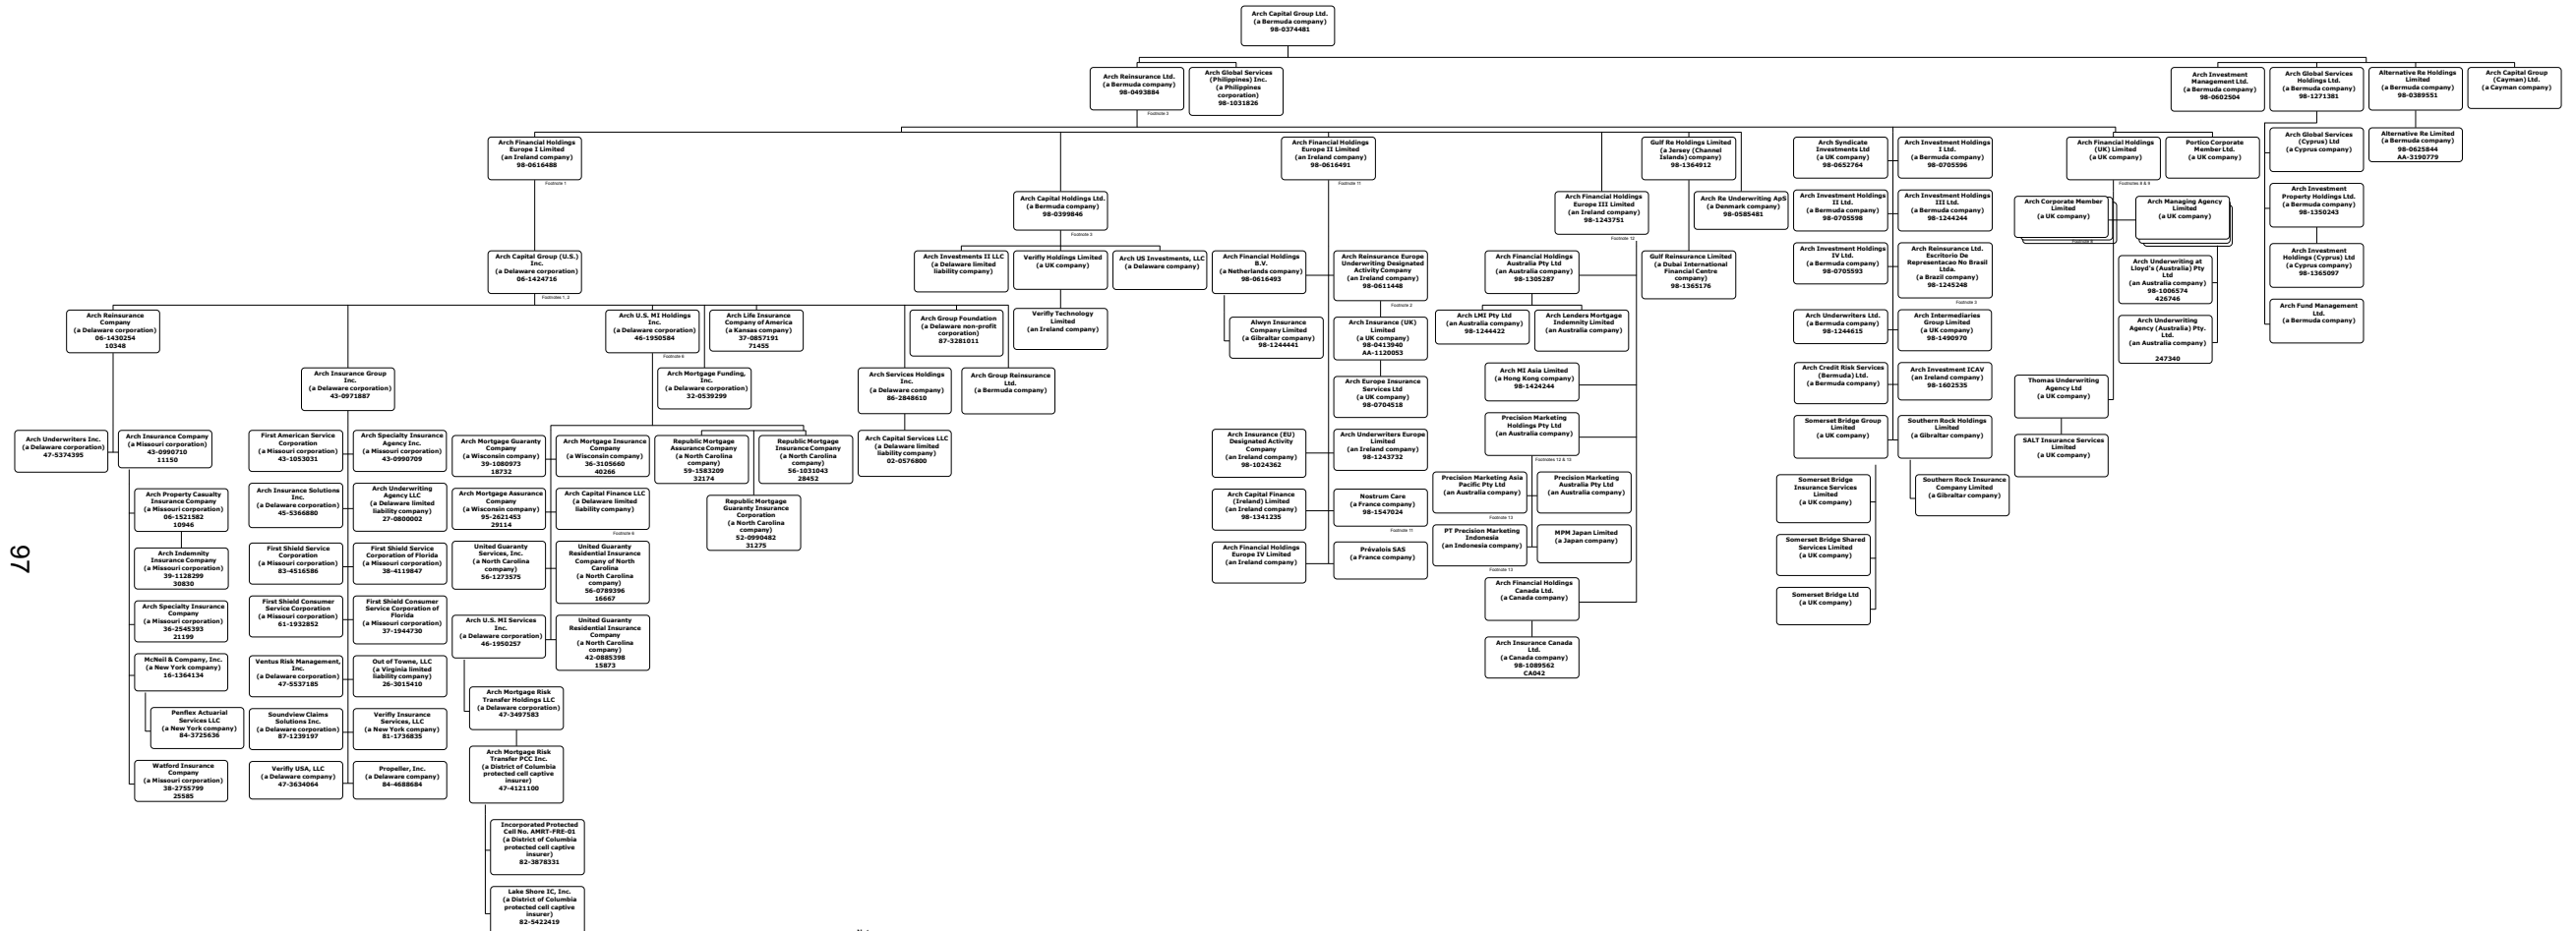 Arch Capital Group Ltd.
(a Bermuda company)
98-0374481
Arch Reinsurance Ltd.
(a Bermuda company)
98-0493884
Footnote 3
Arch Global Services
(Philippines) Inc.
(a Philippines
corporation)
98-1031826
Arch Investment
Management Ltd.
(a Bermuda company)
98-0602504
Arch Global Services
Holdings Ltd.
(a Bermuda company)
98-1271381
Alternative Re Holdings
Limited
(a Bermuda company)
98-0389551
Arch Capital Group
(Cayman) Ltd.
(a Cayman company)
Arch Financial Holdings
Europe I Limited
(an Ireland company)
98-0616488
Footnote 1
Arch Financial Holdings
Europe II Limited
(an Ireland company)
98-0616491
Footnote 11
Gulf Re Holdings Limited
(a Jersey (Channel
Islands) company)
98-1364912
Arch Syndicate
Investments Ltd
(a UK company)
98-0652764
Arch Investment Holdings
I Ltd.
(a Bermuda company)
98-0705596
Arch Financial Holdings
(UK) Limited
(a UK company)
Footnotes 8 & 9
Portico Corporate
Member Ltd.
(a UK company)
Arch Global Services
(Cyprus) Ltd
(a Cyprus company)
Alternative Re Limited
(a Bermuda company)
98-0625844
AA-3190779
Arch Capital Holdings Ltd.
(a Bermuda company)
98-0399846
Footnote 3
Arch Financial Holdings
Europe III Limited
(an Ireland company)
98-1243751
Footnote 12
Arch Re Underwriting ApS
(a Denmark company)
98-0585481
Arch Investment Holdings
II Ltd.
(a Bermuda company)
98-0705598
Arch Investment Holdings
III Ltd.
(a Bermuda company)
98-1244244
Arch Corporate Member
Limited
(a UK company)
Arch Managing Agency
Limited
(a UK company)
Arch Investment
Property Holdings Ltd.
(a Bermuda company)
98-1350243
Arch Capital Group (U.S.)
Inc.
(a Delaware corporation)
06-1424716
Footnotes 1, 2
Arch Investments II LLC
(a Delaware limited
liability company)
Verifly Holdings Limited
(a UK company)
Arch US Investments, LLC
(a Delaware company)
Arch Financial Holdings
B.V.
(a Netherlands company)
98-0616493
Arch Reinsurance Europe
Underwriting Designated
Activity Company
(an Ireland company)
98-0611448
Footnote 2
Arch Financial Holdings
Australia Pty Ltd
(an Australia company)
98-1305287
Gulf Reinsurance Limited
(a Dubai International
Financial Centre
company)
98-1365176
Arch Investment Holdings
IV Ltd.
(a Bermuda company)
98-0705593
Arch Reinsurance Ltd.
Escritorio De
Representacao No Brasil
Ltda.
(a Brazil company)
98-1245248
Footnote 3
Arch Underwriting at
Lloyd's (Australia) Pty
Ltd
(an Australia company)
98-1006574
426746
Arch Investment
Holdings (Cyprus) Ltd
(a Cyprus company)
98-1365097
Arch Reinsurance
Company
(a Delaware corporation)
06-1430254
10348
Arch U.S. MI Holdings
Inc.
(a Delaware corporation)
46-1950584
Footnote 6
Arch Life Insurance
Company of America
(a Kansas company)
37-0857191
71455
Arch Group Foundation
(a Delaware non-profit
corporation)
87-3281011
Verifly Technology
Limited
(an Ireland company)
Alwyn Insurance
Company Limited
(a Gibraltar company)
98-1244441
Arch Insurance (UK)
Limited
(a UK company)
98-0413940
AA-1120053
Arch LMI Pty Ltd
(an Australia company)
98-1244422
Arch Lenders Mortgage
Indemnity Limited
(an Australia company)
Arch Underwriters Ltd.
(a Bermuda company)
98-1244615
Arch Intermediaries
Group Limited
(a UK company)
98-1490970
Arch Underwriting
Agency (Australia) Pty.
Ltd.
(an Australia company)
247340
Arch Fund Management
Ltd.
(a Bermuda company)
Arch Insurance Group
Inc.
(a Delaware corporation)
43-0971887
Arch Mortgage Funding,
Inc.
(a Delaware corporation)
32-0539299
Arch Services Holdings
Inc.
(a Delaware company)
86-2848610
Arch Group Reinsurance
Ltd.
(a Bermuda company)
Arch Europe Insurance
Services Ltd
(a UK company)
98-0704518
Arch MI Asia Limited
(a Hong Kong company)
98-1424244
Arch Credit Risk Services
(Bermuda) Ltd.
(a Bermuda company)
Arch Investment ICAV
(an Ireland company)
98-1602535
Thomas Underwriting
Agency Ltd
(a UK company)
Precision Marketing
Holdings Pty Ltd
(an Australia company)
Footnotes 12 & 13
Somerset Bridge Group
Limited
(a UK company)
Southern Rock Holdings
Limited
(a Gibraltar company)
Arch Underwriters Inc.
(a Delaware corporation)
47-5374395
Arch Insurance Company
(a Missouri corporation)
43-0990710
11150
First American Service
Corporation
(a Missouri corporation)
43-1053031
Arch Specialty Insurance
Agency Inc.
(a Missouri corporation)
43-0990709
Arch Mortgage Guaranty
Company
(a Wisconsin company)
39-1080973
18732
Arch Mortgage Insurance
Company
(a Wisconsin company)
36-3105660
40266
Republic Mortgage
Assurance Company
(a North Carolina
company)
59-1583209
32174
Republic Mortgage
Insurance Company
(a North Carolina
company)
56-1031043
28452
Arch Capital Services LLC
(a Delaware limited
liability company)
02-0576800
Arch Insurance (EU)
Designated Activity
Company
(an Ireland company)
98-1024362
Arch Underwriters Europe
Limited
(an Ireland company)
98-1243732
SALT Insurance Services
Limited
(a UK company)
Precision Marketing Asia
Pacific Pty Ltd
(an Australia company)
Footnote 13
Precision Marketing
Australia Pty Ltd
(an Australia company)
Somerset Bridge
Insurance Services
Limited
(a UK company)
Southern Rock Insurance
Company Limited
(a Gibraltar company)
Arch Property Casualty
Insurance Company
(a Missouri corporation)
06-1521582
10946
Arch Insurance Solutions
Inc.
(a Delaware corporation)
45-5366880
Arch Underwriting
Agency LLC
(a Delaware limited
liability company)
27-0800002
Arch Mortgage Assurance
Company
(a Wisconsin company)
95-2621453
29114
Arch Capital Finance LLC
(a Delaware limited
liability company)
Footnote 6
Republic Mortgage
Guaranty Insurance
Corporation
(a North Carolina
company)
52-0990482
31275
Arch Capital Finance
(Ireland) Limited
(an Ireland company)
98-1341235
Nostrum Care
(a France company)
98-1547024
Footnote 11
PT Precision Marketing
Indonesia
(an Indonesia company)
Footnote 13
MPM Japan Limited
(a Japan company)
Somerset Bridge Shared
Services Limited
(a UK company)
97
Arch Indemnity
Insurance Company
(a Missouri corporation)
39-1128299
30830
First Shield Service
Corporation
(a Missouri corporation)
83-4516586
First Shield Service
Corporation of Florida
(a Missouri corporation)
38-4119847
United Guaranty
Services, Inc.
(a North Carolina
company)
56-1273575
United Guaranty
Residential Insurance
Company of North
Carolina
(a North Carolina
company)
56-0789396
16667
Arch Financial Holdings
Europe IV Limited
(an Ireland company)
Prévalois SAS
(a France company)
Arch Financial Holdings
Canada Ltd.
(a Canada company)
Somerset Bridge Ltd
(a UK company)
Arch Specialty Insurance
Company
(a Missouri corporation)
36-2545393
21199
First Shield Consumer
Service Corporation
(a Missouri corporation)
61-1932852
First Shield Consumer
Service Corporation of
Florida
(a Missouri corporation)
37-1944730
Arch U.S. MI Services
Inc.
(a Delaware corporation)
46-1950257
United Guaranty
Residential Insurance
Company
(a North Carolina
company)
42-0885398
15873
Arch Insurance Canada
Ltd.
(a Canada company)
98-1089562
CA042
McNeil & Company, Inc.
(a New York company)
16-1364134
Ventus Risk Management,
Inc.
(a Delaware corporation)
47-5537185
Out of Towne, LLC
(a Virginia limited
liability company)
26-3015410
Arch Mortgage Risk
Transfer Holdings LLC
(a Delaware corporation)
47-3497583
Penflex Actuarial
Services LLC
(a New York company)
84-3725636
Soundview Claims
Solutions Inc.
(a Delaware corporation)
87-1239197
Verifly Insurance
Services, LLC
(a New York company)
81-1736835
Arch Mortgage Risk
Transfer PCC Inc.
(a District of Columbia
protected cell captive
insurer)
47-4121100
Watford Insurance
Company
(a Missouri corporation)
38-2755799
25585
Verifly USA, LLC
(a Delaware company)
47-3634064
Propeller, Inc.
(a Delaware company)
84-4688684
Incorporated Protected
Cell No. AMRT-FRE-01
(a District of Columbia
protected cell captive
insurer)
82-3878331
Lake Shore IC, Inc.
(a District of Columbia
protected cell captive
insurer)
82-5422419